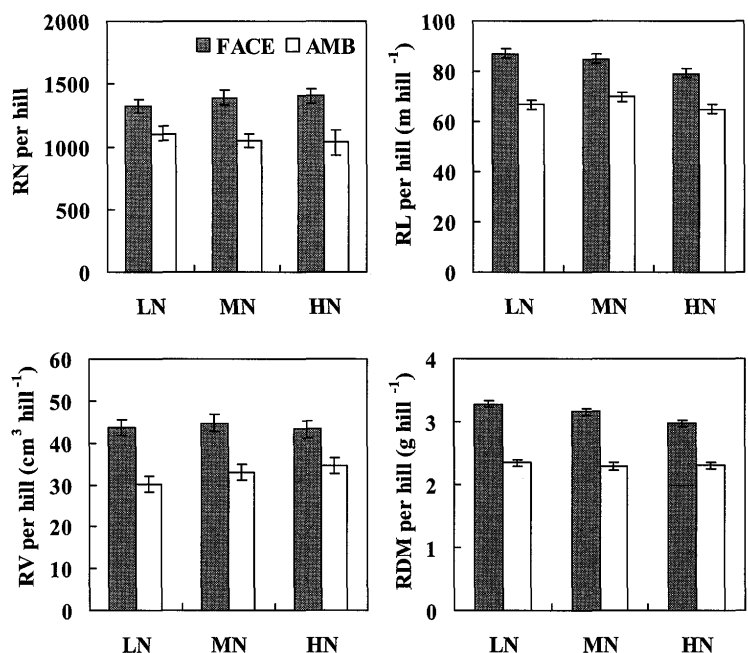 2000
1500
1000
500
0
RN per hill
FACE AMB
LN MN HN
100
80
60
40
20
0
RL per hill (m hill⁻¹)
LN MN HN
60
50
40
30
20
10
0
RV per hill (cm³ hill⁻¹)
LN MN HN
4
3
2
1
0
RDM per hill (g hill⁻¹)
LN MN HN